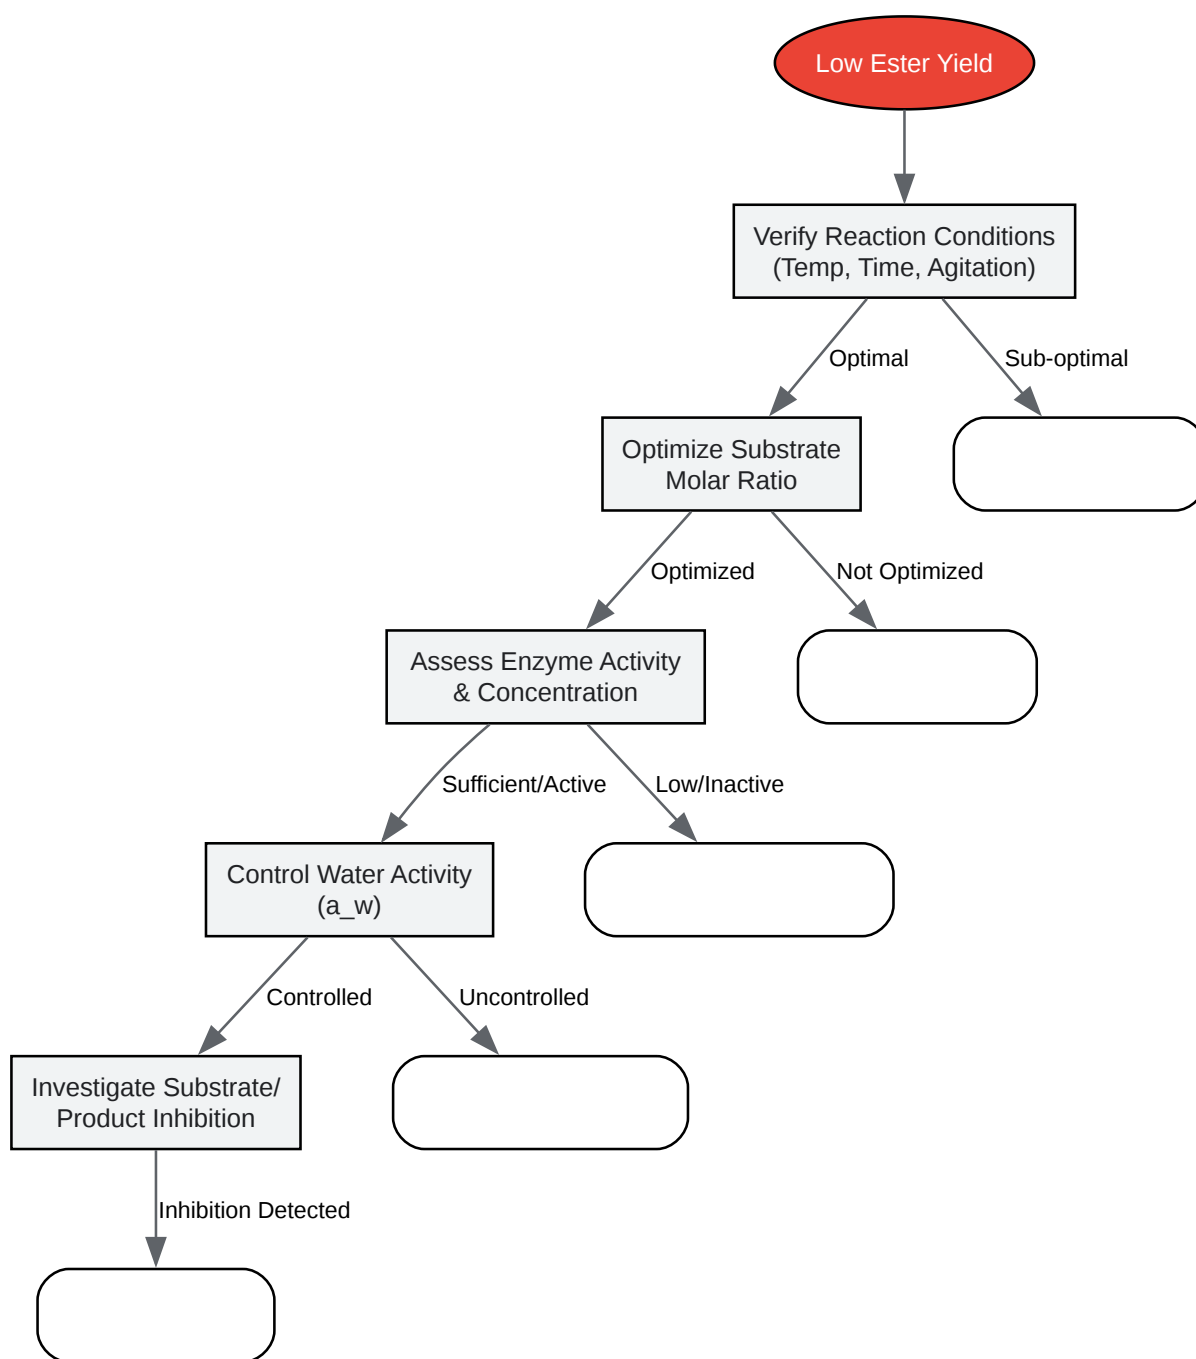 Low Ester Yield
Verify Reaction Conditions
(Temp, Time, Agitation)
Optimal
Sub-optimal
Optimize Substrate
Molar Ratio
Optimized
Not Optimized
Assess Enzyme Activity
& Concentration
Sufficient/Active
Low/Inactive
Control Water Activity
(a_w)
Controlled
Uncontrolled
Investigate Substrate/
Product Inhibition
Inhibition Detected